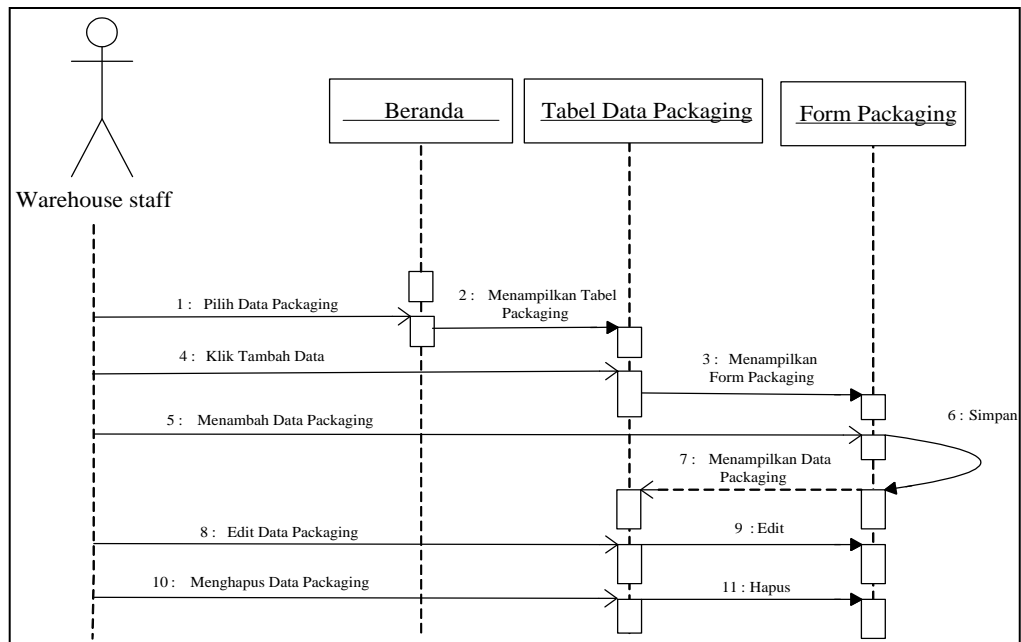 Beranda
Tabel Data Packaging
Form Packaging
Warehouse staff
1 : Pilih Data Packaging
2 : Menampilkan Tabel
Packaging
4 : Klik Tambah Data
3 : Menampilkan
Form Packaging
5 : Menambah Data Packaging
6 : Simpan
7 : Menampilkan Data
Packaging
8 : Edit Data Packaging
9 : Edit
10 : Menghapus Data Packaging
11 : Hapus